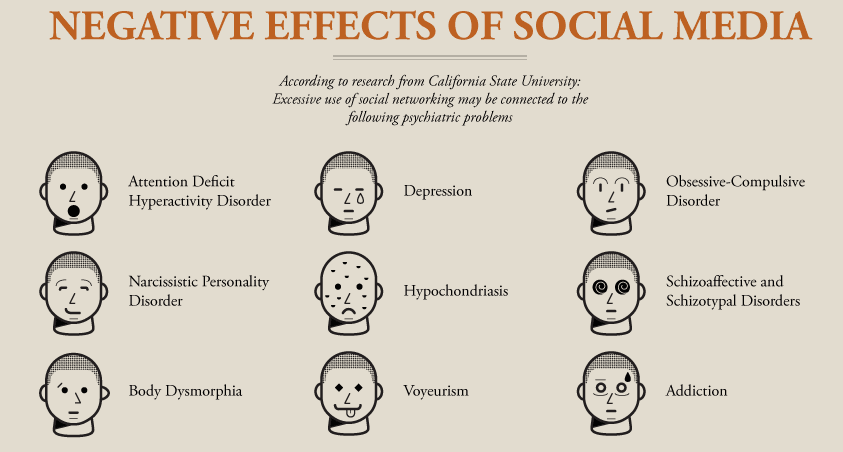 NEGATIVE EFFECTS OF SOCIAL MEDIA
According to research from California State University:
Excessive use of social networking may be connected to the
following psychiatric problems
Attention Deficit
Hyperactivity Disorder
Depression
Obsessive-Compulsive
Disorder
Narcissistic Personality
Disorder
Hypochondriasis
Schizoaffective and
Schizotypal Disorders
Body Dysmorphia
Voyeurism
Addiction